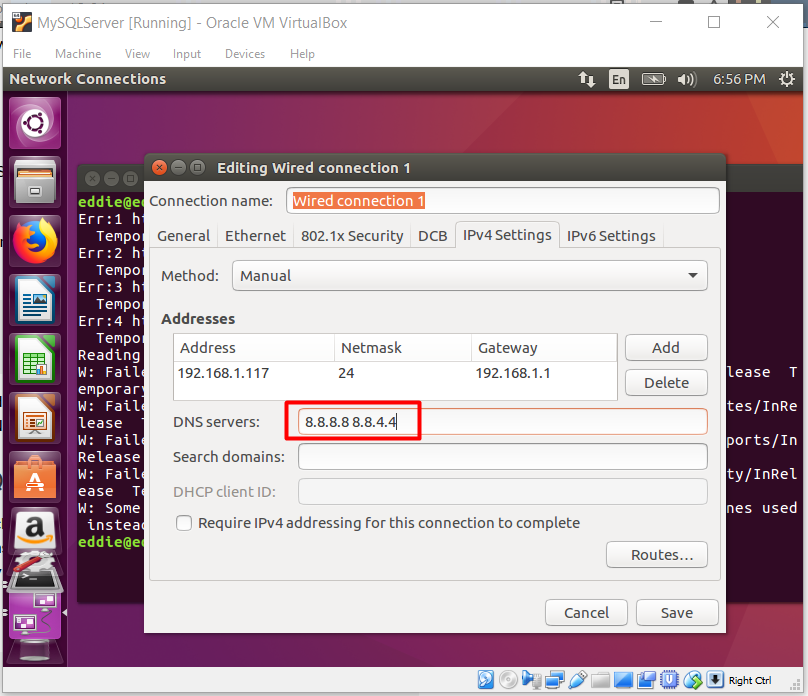 MySQLServer [Running] - Oracle VM VirtualBox
File Machine View Input Devices Help
Network Connections En 6:56 PM
Editing Wired connection 1
Connection name: Wired connection 1
General Ethernet 802.1x Security DCB IPv4 Settings IPv6 Settings
Method: Manual
Addresses
Address Netmask Gateway
192.168.1.117 24 192.168.1.1
Add
Delete
DNS servers: 8.8.8.8 8.8.4.4
Search domains:
DHCP client ID:
Require IPv4 addressing for this connection to complete
Routes...
Cancel Save
eddie@e
Err:1 h
Tempor
Err:2 h
Tempor
Err:3 h
Tempor
Err:4 h
Tempor
Reading
W: Faile lease T
emporary
W: Faile tes/InRe
lease T
W: Faile ports/In
Release
W: Faile ty/InRel
ease Te
W: Some nes used
instead
eddie@e
Right Ctrl